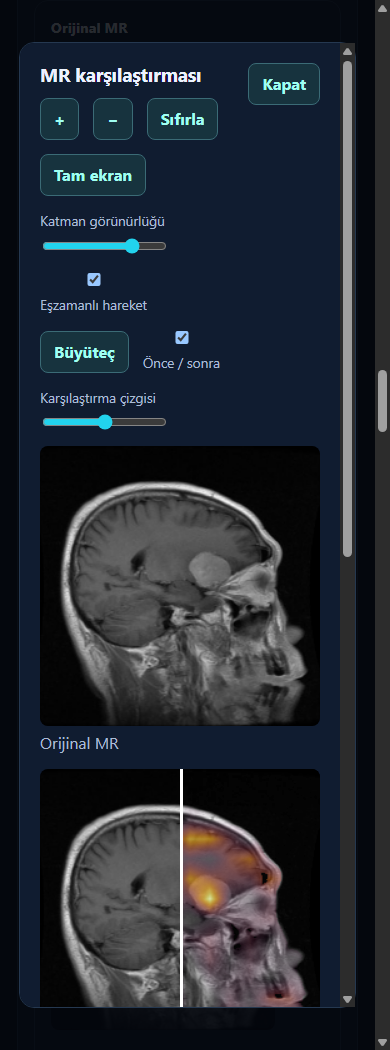 Orijinal MR
MR karşılaştırması
Kapat
+
−
Sıfırla
Tam ekran
Katman görünürlüğü
Eşzamanlı hareket
Büyüteç
Önce / sonra
Karşılaştırma çizgisi
Orijinal MR